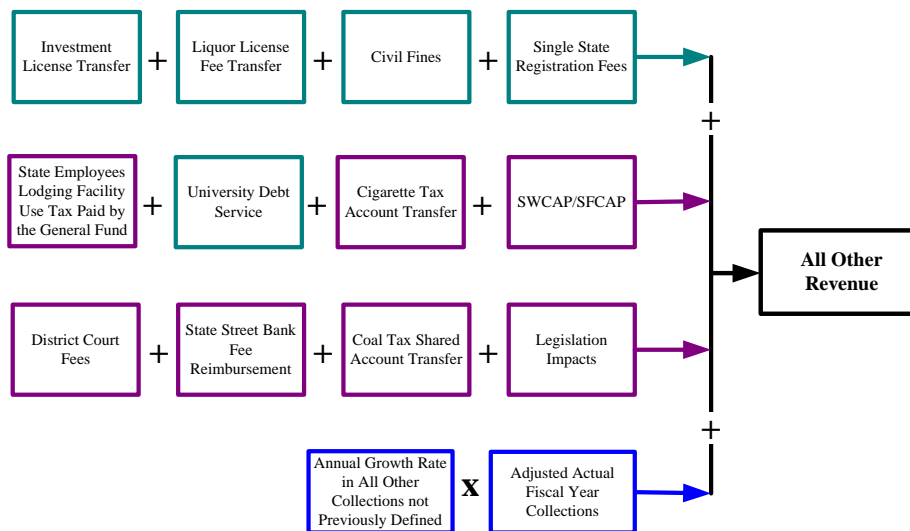 Investment
License Transfer
+
Liquor License
Fee Transfer
+
Civil Fines
+
Single State
Registration Fees
+
State Employees
Lodging Facility
Use Tax Paid by
the General Fund
+
University Debt
Service
+
Cigarette Tax
Account Transfer
+
SWCAP/SFCAP
All Other
Revenue
District Court
Fees
+
State Street Bank
Fee
Reimbursement
+
Coal Tax Shared
Account Transfer
+
Legislation
Impacts
+
Annual Growth Rate
in All Other
Collections not
Previously Defined
x
Adjusted Actual
Fiscal Year
Collections